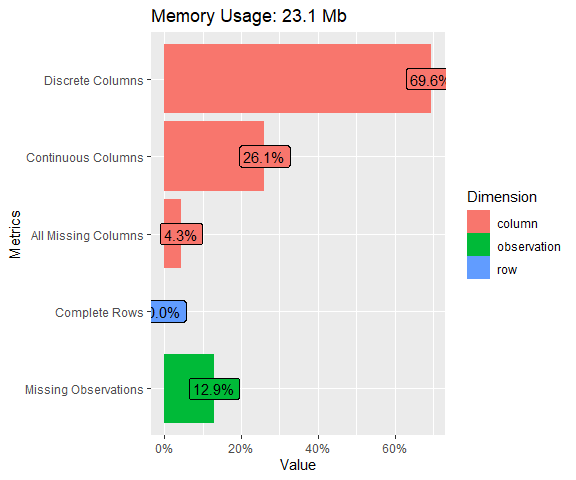 Memory Usage: 23.1 Mb
Metrics
Discrete Columns
69.6%
Continuous Columns
26.1%
All Missing Columns
4.3%
Complete Rows
0.0%
Missing Observations
12.9%
0%
20%
40%
60%
Value
Dimension
column
observation
row